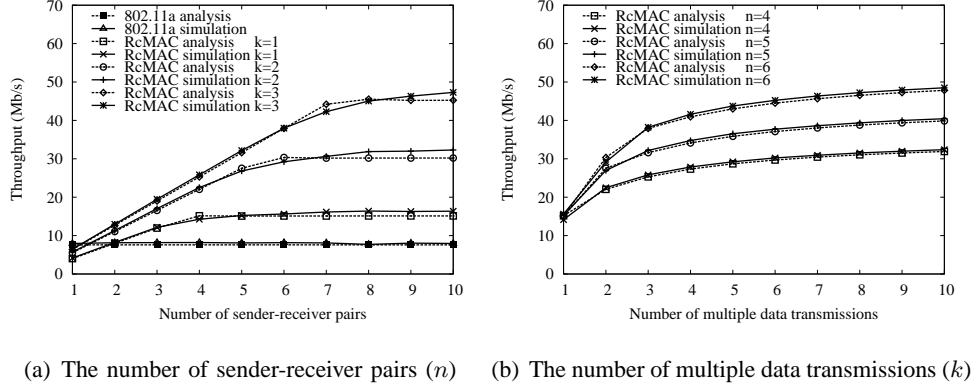 802.11a analysis
802.11a simulation
RcMAC analysis k=1
RcMAC simulation k=1
RcMAC analysis k=2
RcMAC simulation k=2
RcMAC analysis k=3
RcMAC simulation k=3
Throughput (Mb/s)
70
60
50
40
30
20
10
0
1 2 3 4 5 6 7 8 9 10
Number of sender-receiver pairs
RcMAC analysis n=4
RcMAC simulation n=4
RcMAC analysis n=5
RcMAC simulation n=5
RcMAC analysis n=6
RcMAC simulation n=6
Throughput (Mb/s)
70
60
50
40
30
20
10
0
1 2 3 4 5 6 7 8 9 10
Number of multiple data transmissions
(a) The number of sender-receiver pairs (n)
(b) The number of multiple data transmissions (k)